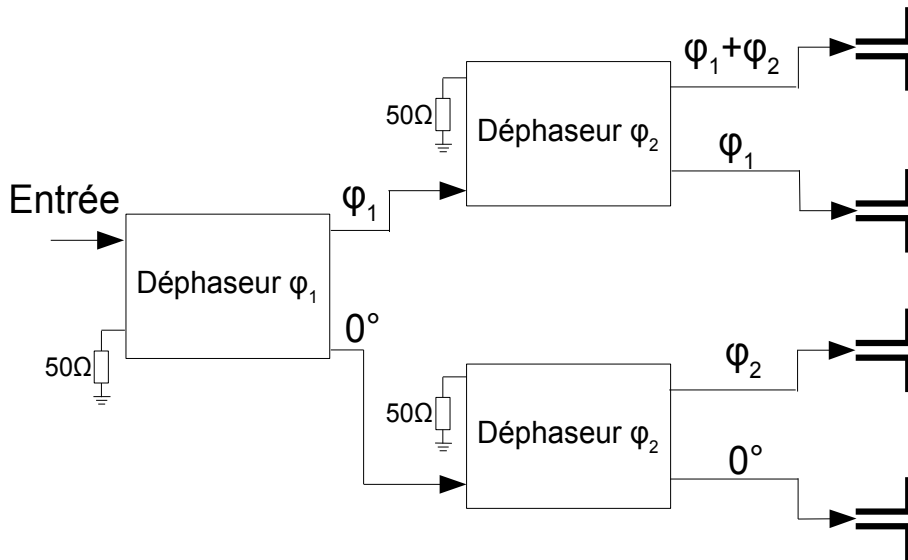 φ₁+φ₂
50Ω
Déphaseur φ₂
φ₁
Entrée
φ₁
Déphaseur φ₁
0°
50Ω
φ₂
50Ω
Déphaseur φ₂
0°